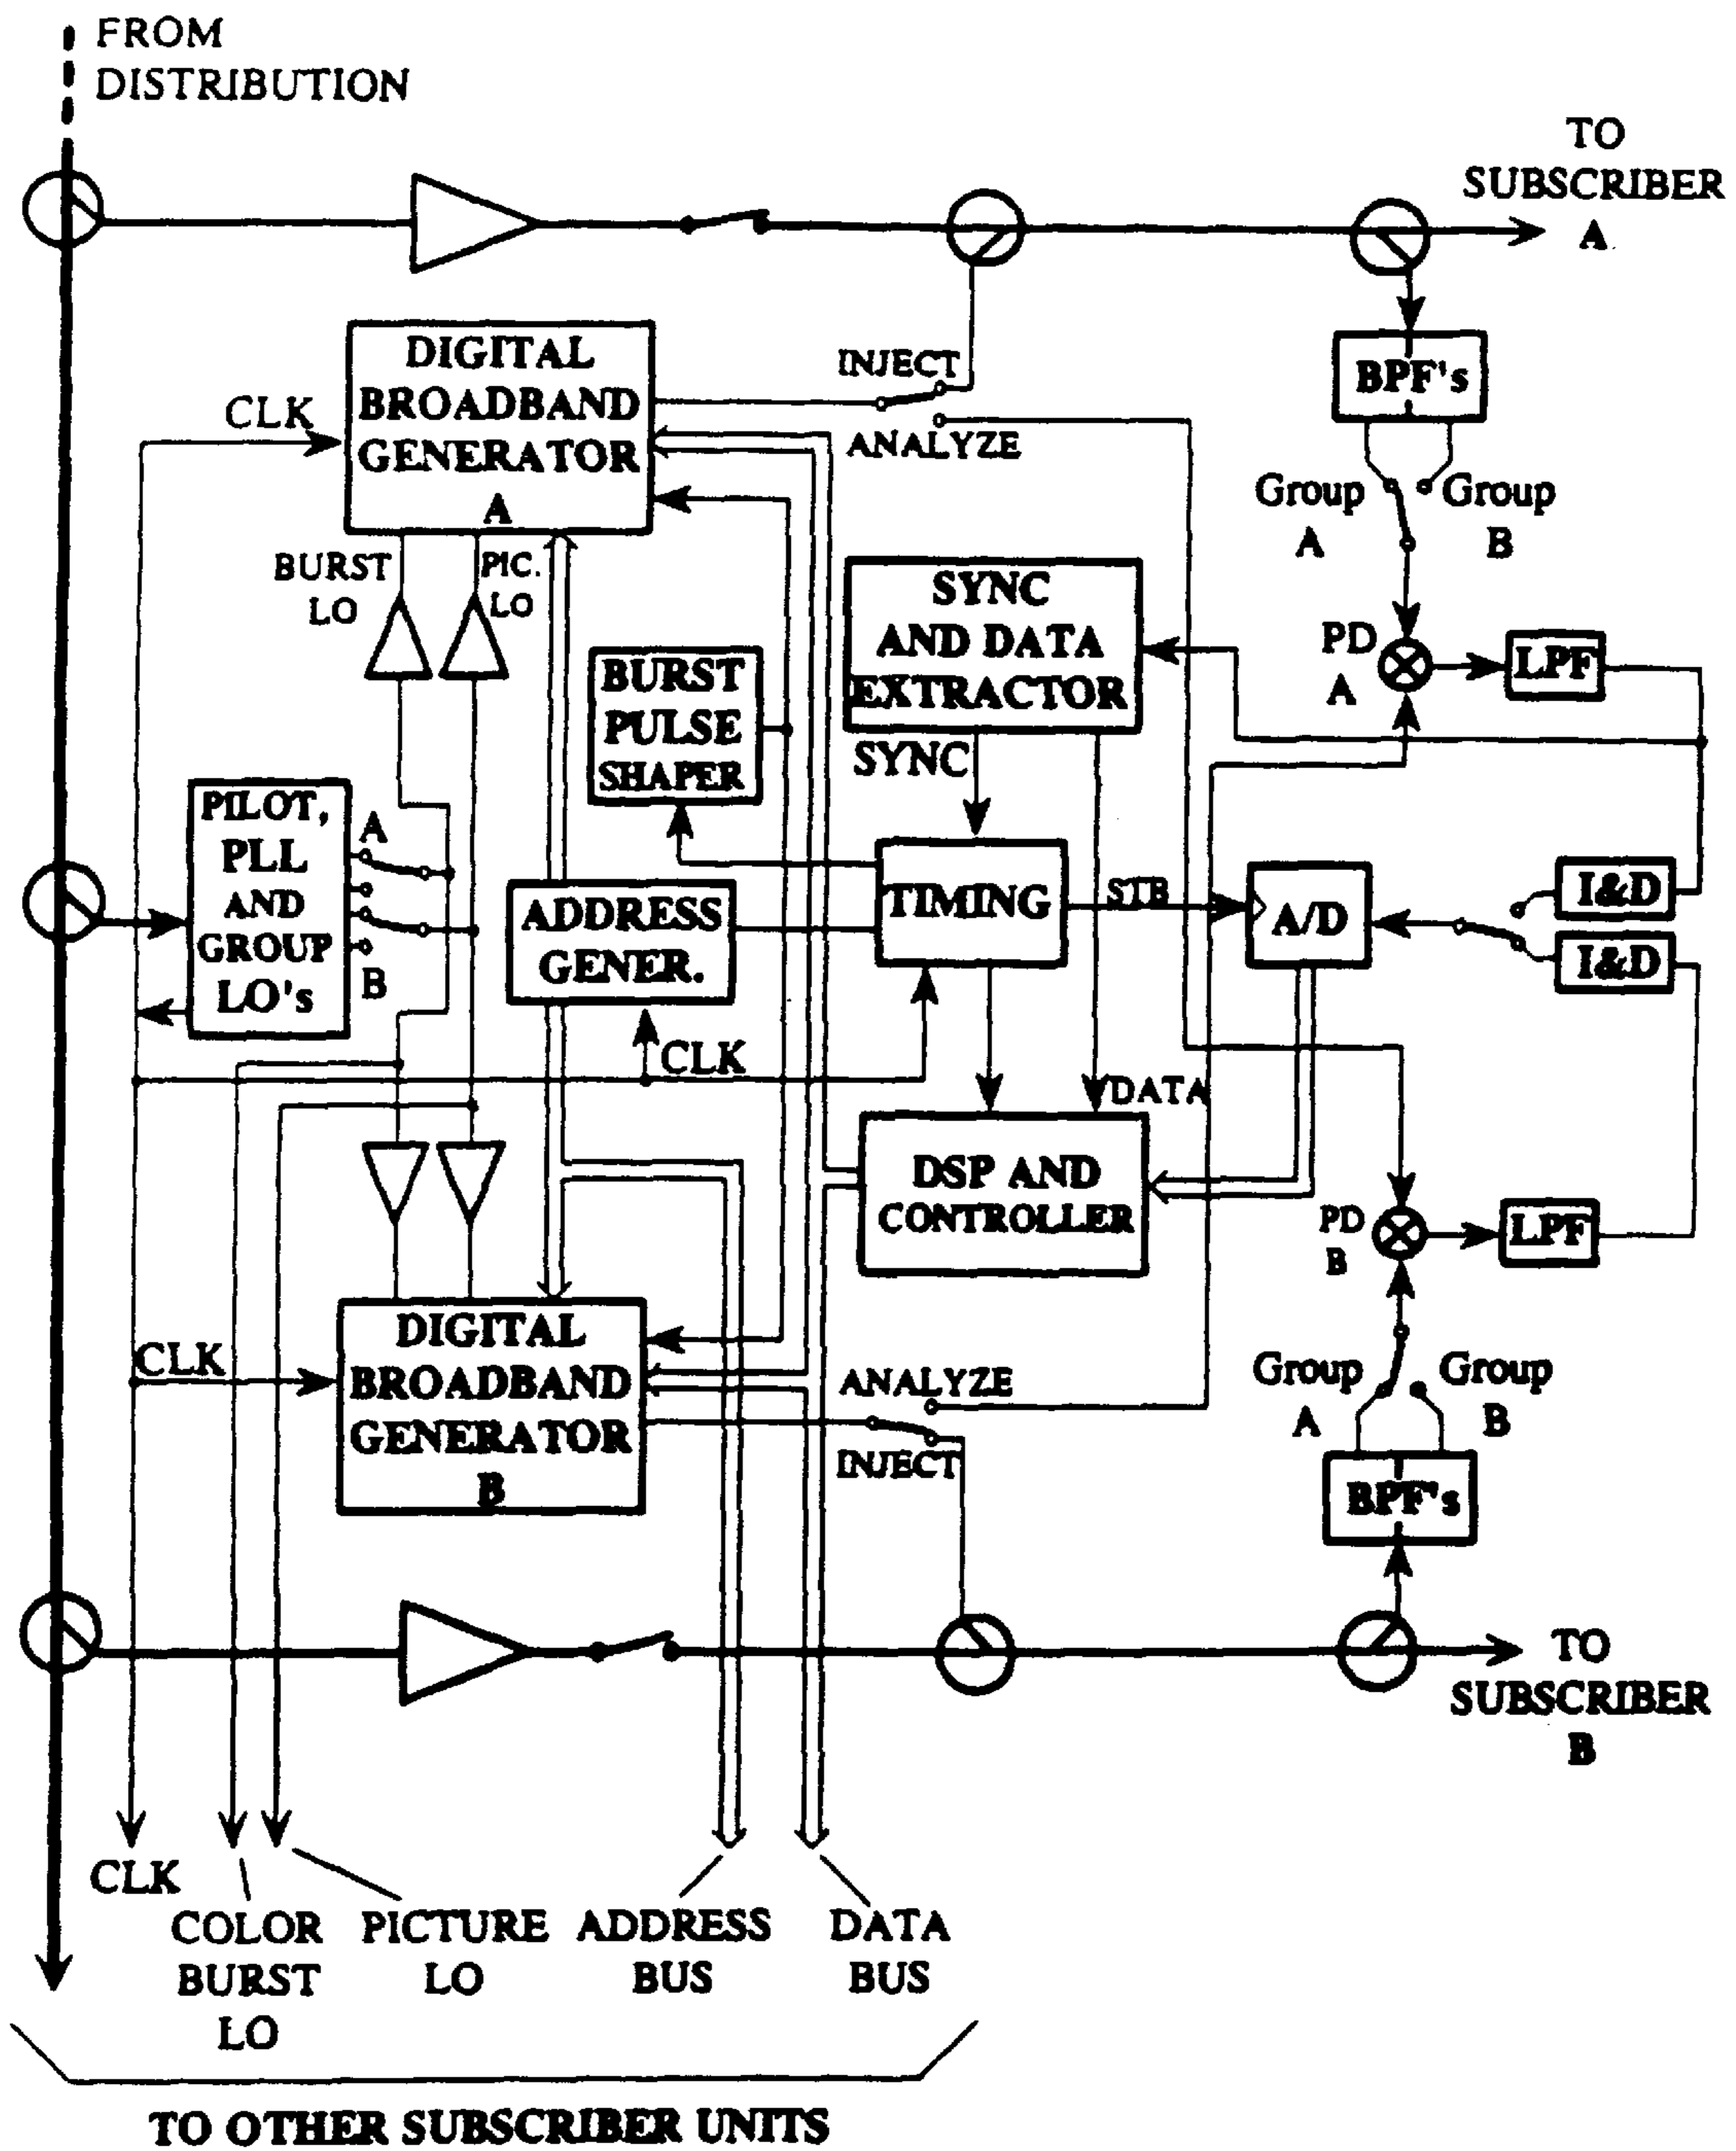 FROM
DISTRIBUTION
TO
SUBSCRIBER
A
DIGITAL
BROADBAND
GENERATOR
A
CLK
INJECT
ANALYZE
BPF's
Group
A
Group
B
BURST
LO
PIC.
LO
SYNC
AND DATA
EXTRACTOR
BURST
PULSE
SHAPER
PD
A
LPF
SYNC
PILOT,
PLL
AND
GROUP
LO's
A
B
ADDRESS
GENER.
TIMING
STB
A/D
I&D
I&D
CLK
DATA
DSP AND
CONTROLLER
PD
B
LPF
DIGITAL
BROADBAND
GENERATOR
B
CLK
ANALYZE
INJECT
Group
A
Group
B
BPF's
TO
SUBSCRIBER
B
CLK
COLOR
BURST
LO
PICTURE
LO
ADDRESS
BUS
DATA
BUS
TO OTHER SUBSCRIBER UNITS